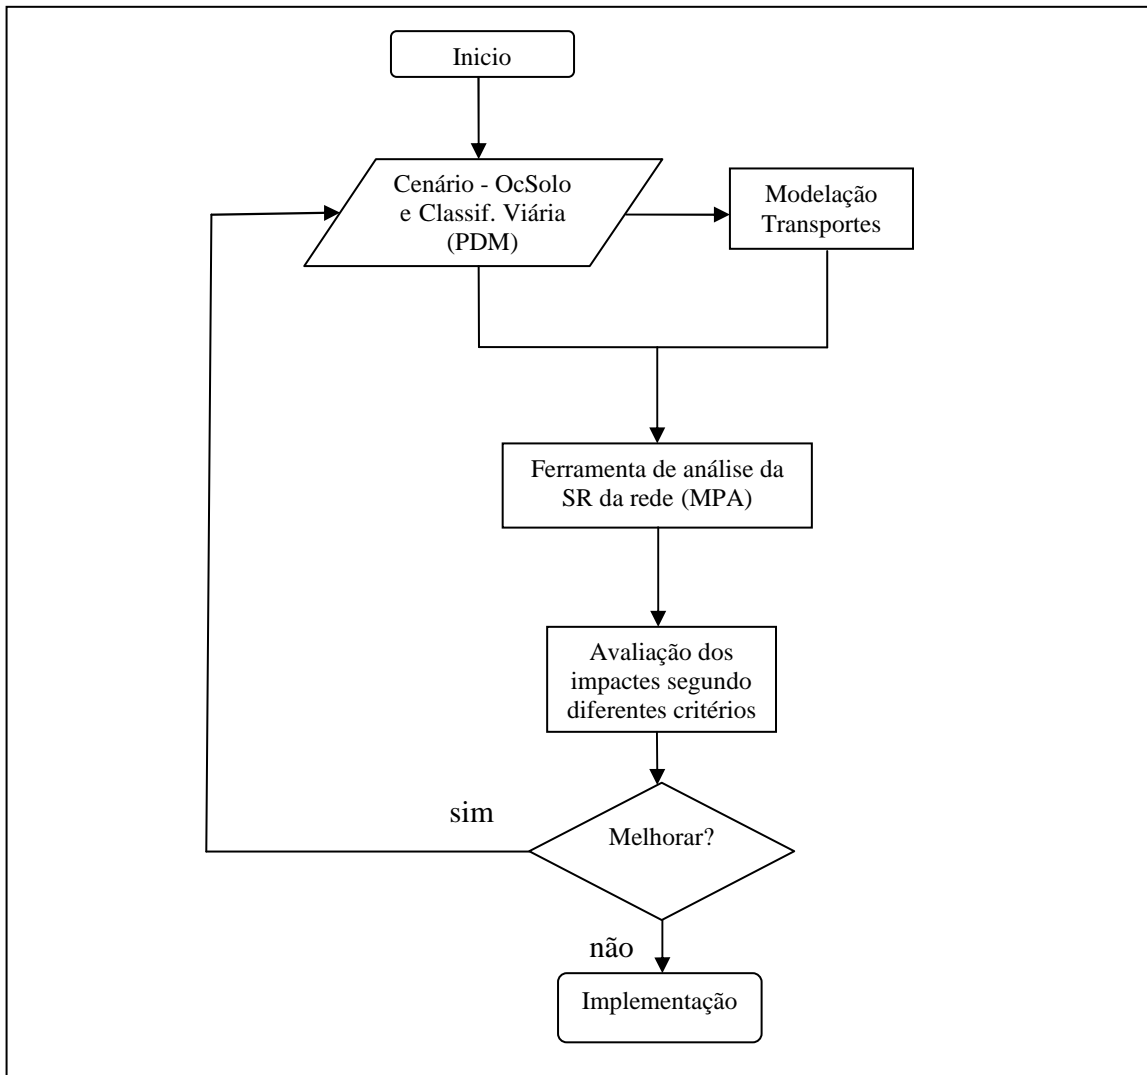 Inicio
Cenário - OcSolo
e Classif. Viária
(PDM)
Modelação
Transportes
Ferramenta de análise da
SR da rede (MPA)
Avaliação dos
impactes segundo
diferentes critérios
sim
Melhorar?
não
Implementação